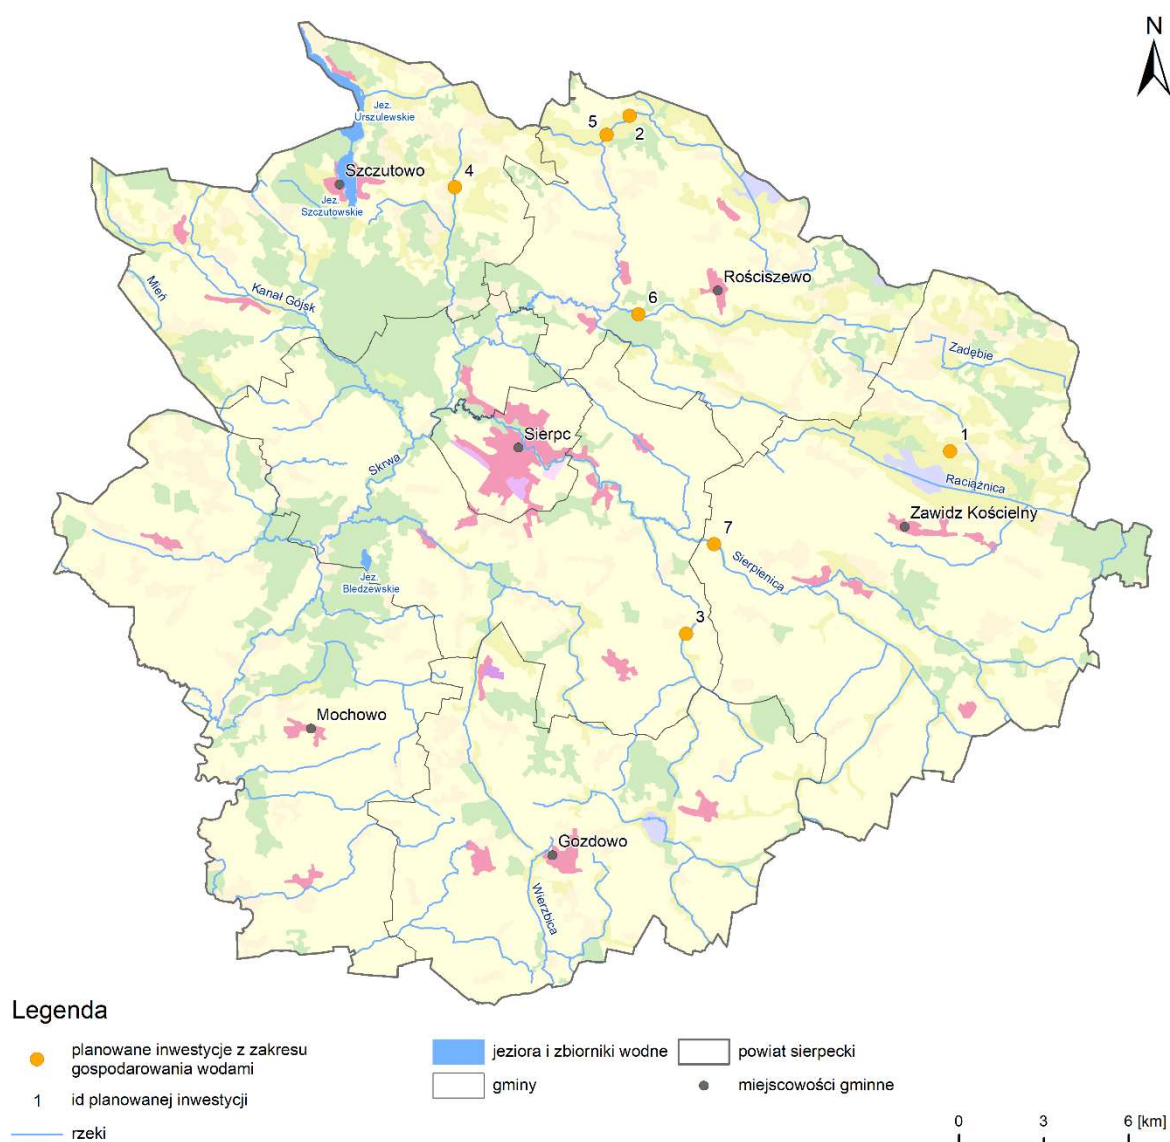 N
Jez.
Urszulewskie
5
2
Szczutowo
4
Jez.
Szczutowskie
Rościszewo
Mień
Kanał Gójsk
6
Zadębie
Sierpc
1
Skrwa
Raciążnica
Zawidz Kościelny
7
Sierpienica
Jez.
Bledzewskie
3
Mochowo
Gozdowo
Wierzbica
Legenda
planowane inwestycje z zakresu
gospodarowania wodami
1 id planowanej inwestycji
rzeki
jeziora i zbiorniki wodne
gminy
powiat sierpecki
miejscowości gminne
0 3 6 [km]